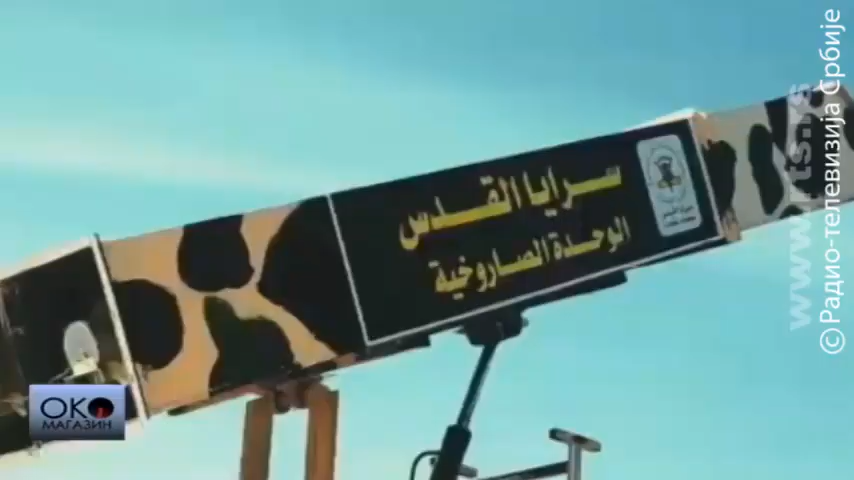 سرايا القدس
الوحدة الصاروخية
ОКО
МАГАЗИН
www.rts.rs
© Радио-телевизија Србије